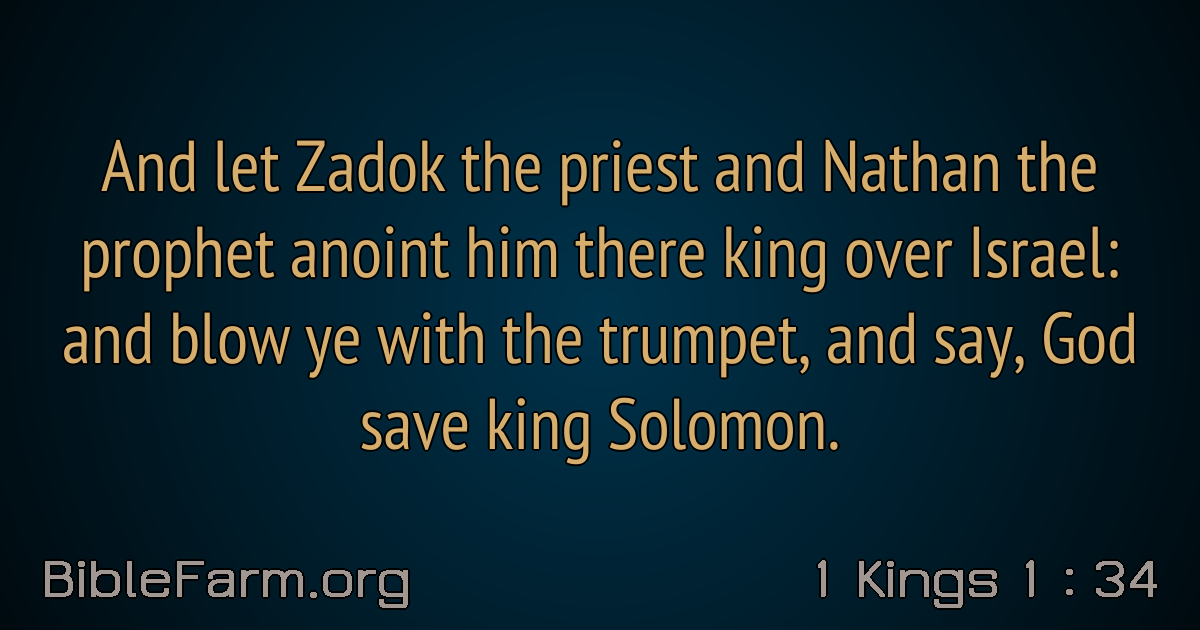 And let Zadok the priest and Nathan the
prophet anoint him there king over Israel:
and blow ye with the trumpet, and say, God
save king Solomon.
BibleFarm.org
1 Kings 1 : 34